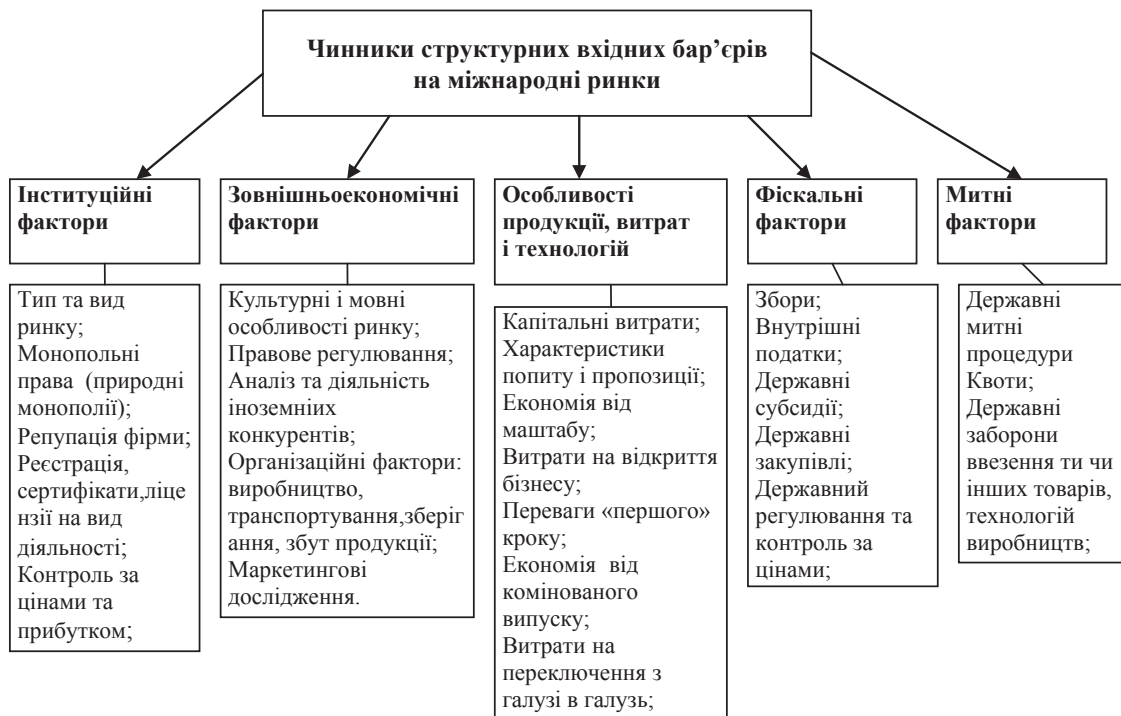 Чинники структурних вхідних бар’єрів
на міжнародні ринки
Інституційні
фактори
Зовнішньоекономічні
фактори
Особливості
продукції, витрат
і технологій
Фіскальні
фактори
Митні
фактори
Тип та вид
ринку;
Монопольні
права (природні
монополії);
Репупація фірми;
Реєстрація,
сертифікати,ліце
нзії на вид
діяльності;
Контроль за
цінами та
прибутком;
Культурні і мовні
особливості ринку;
Правове регулювання;
Аналіз та діяльність
іноземніих
конкурентів;
Організаційні фактори:
виробництво,
транспортування,зберіг
ання, збут продукції;
Маркетингові
дослідження.
Капітальні витрати;
Характеристики
попиту і пропозиції;
Економія від
маштабу;
Витрати на відкриття
бізнесу;
Переваги «першого»
кроку;
Економія від
комінованого
випуску;
Витрати на
переключення з
галузі в галузь;
Збори;
Внутрішні
податки;
Державні
субсидії;
Державні
закупівлі;
Державний
регулювання та
контроль за
цінами;
Державні
митні
процедури
Квоти;
Державні
заборони
ввезення ти чи
інших товарів,
технологій
виробництв;